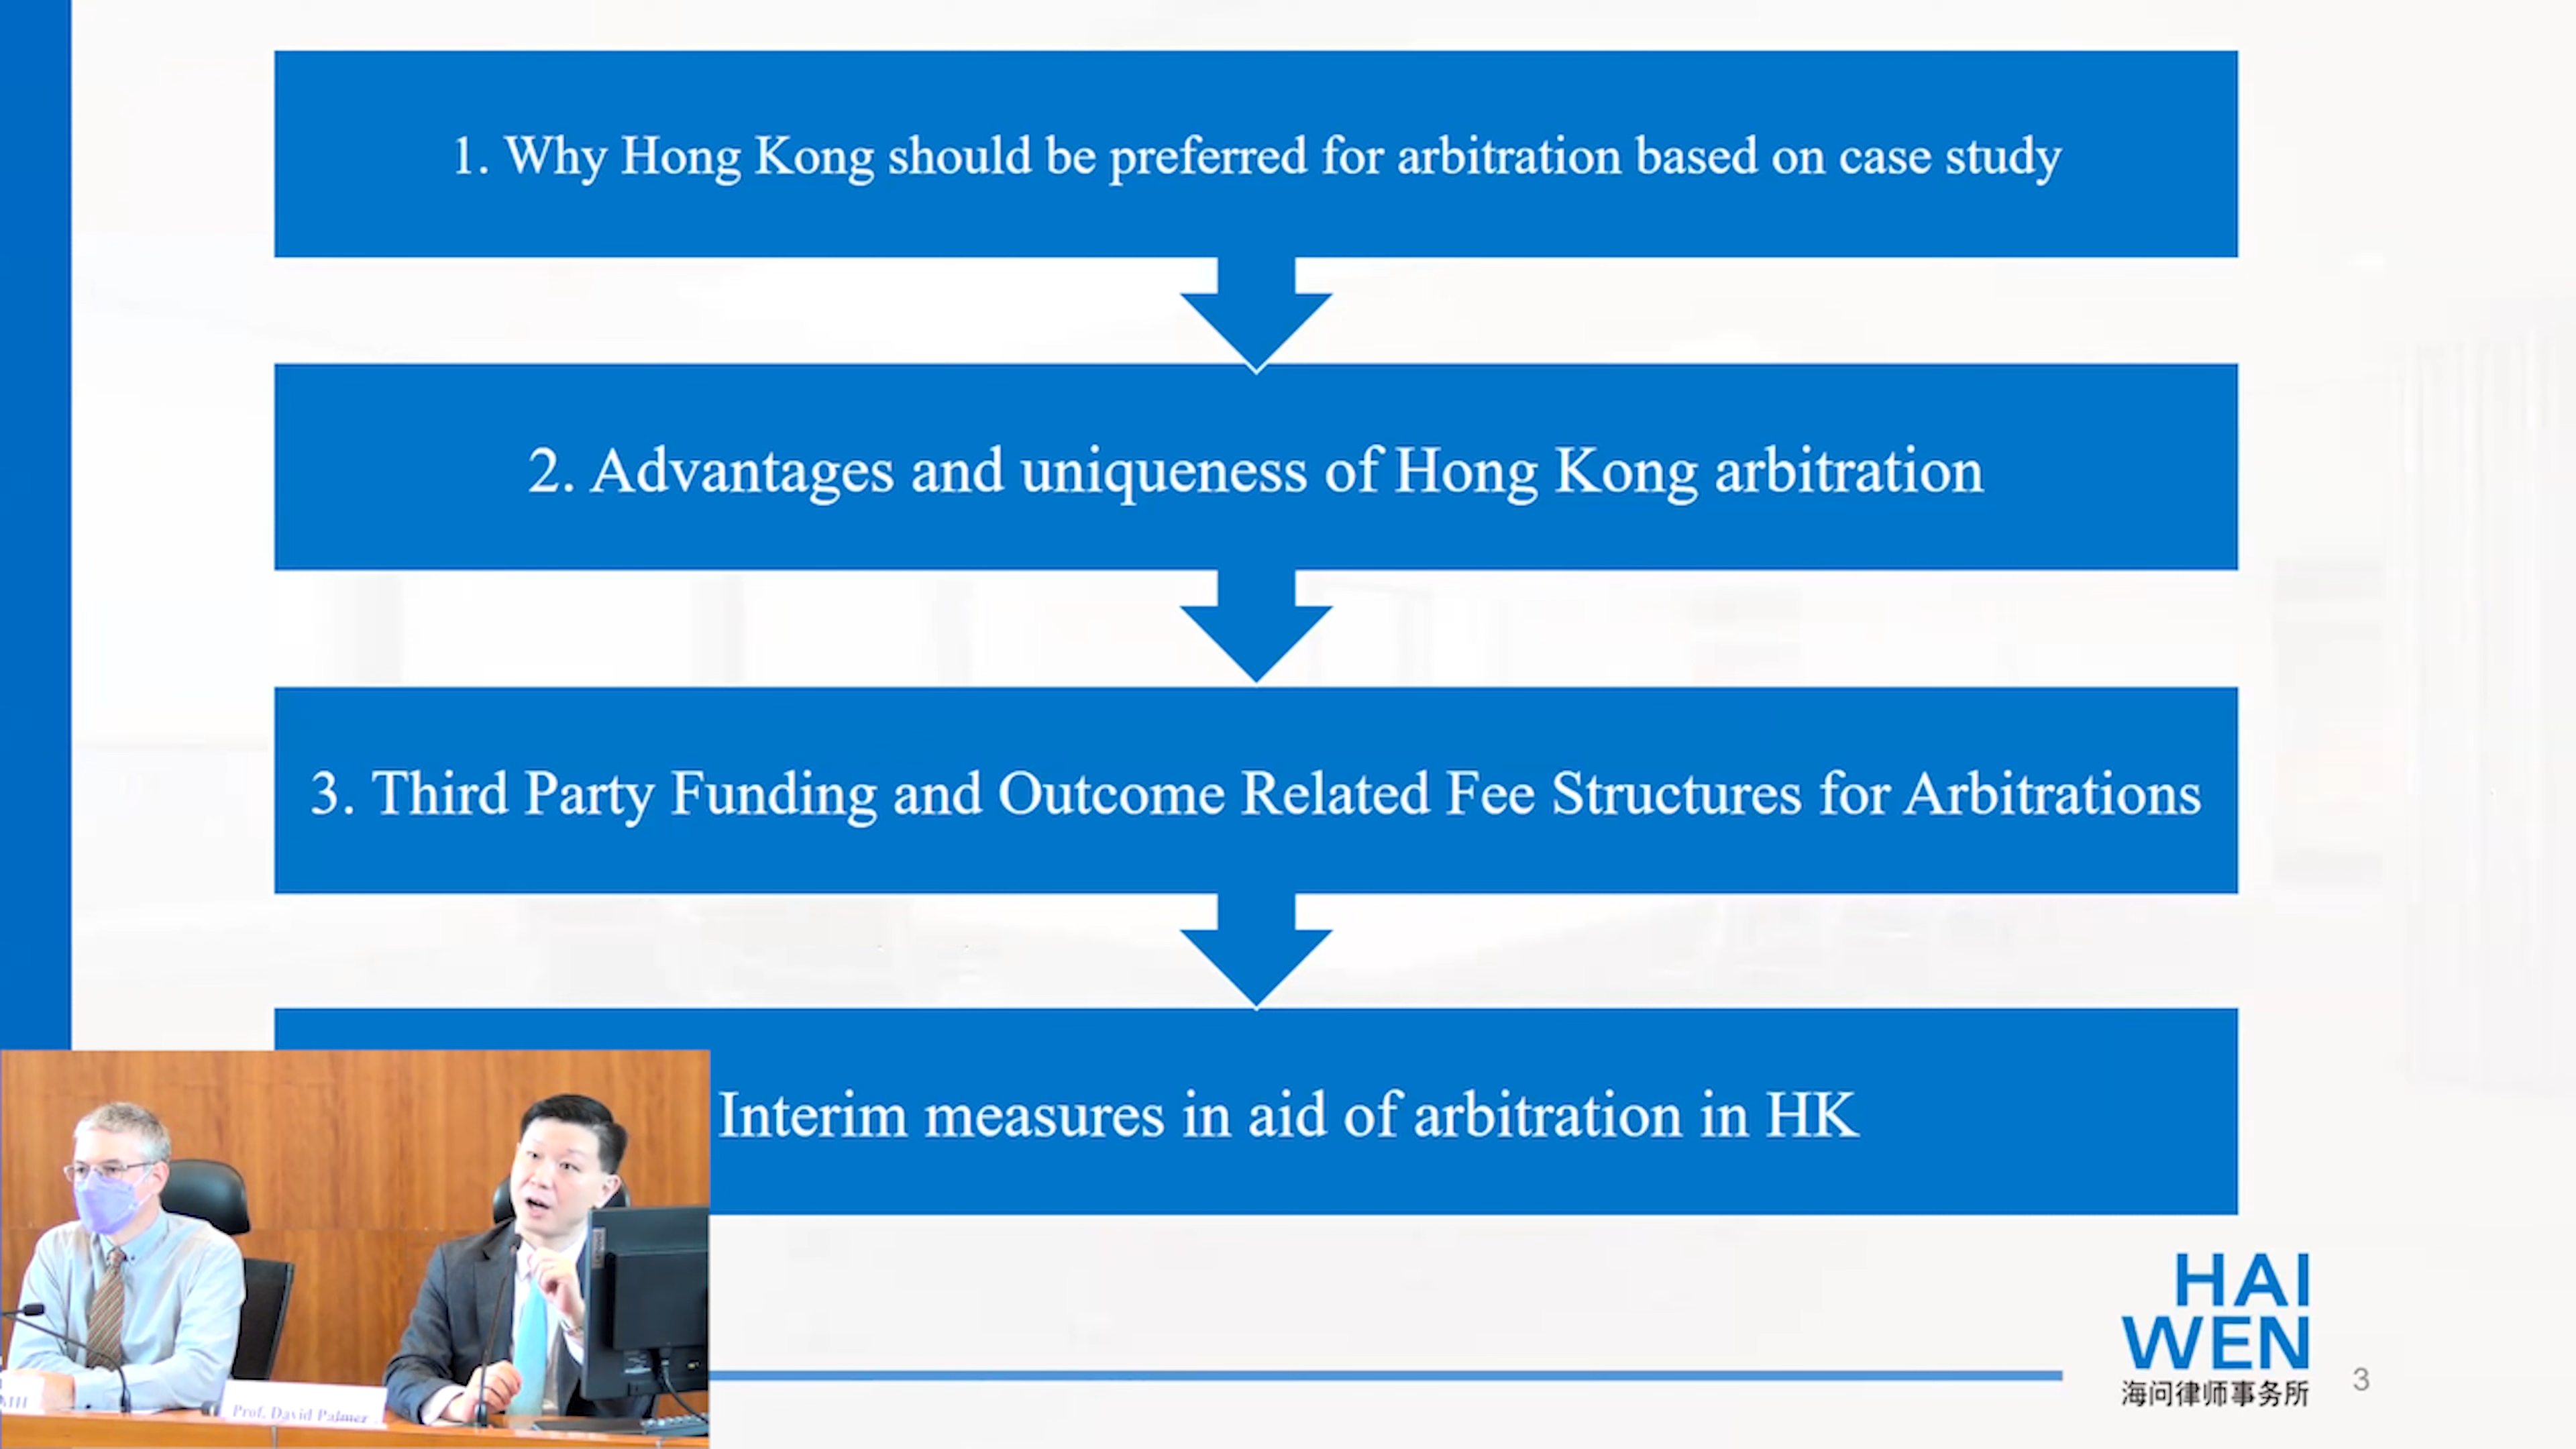 1. Why Hong Kong should be preferred for arbitration based on case study
2. Advantages and uniqueness of Hong Kong arbitration
3. Third Party Funding and Outcome Related Fee Structures for Arbitrations
Interim measures in aid of arbitration in HK
Prof. David Palmer
HAI
WEN
海问律师事务所
3